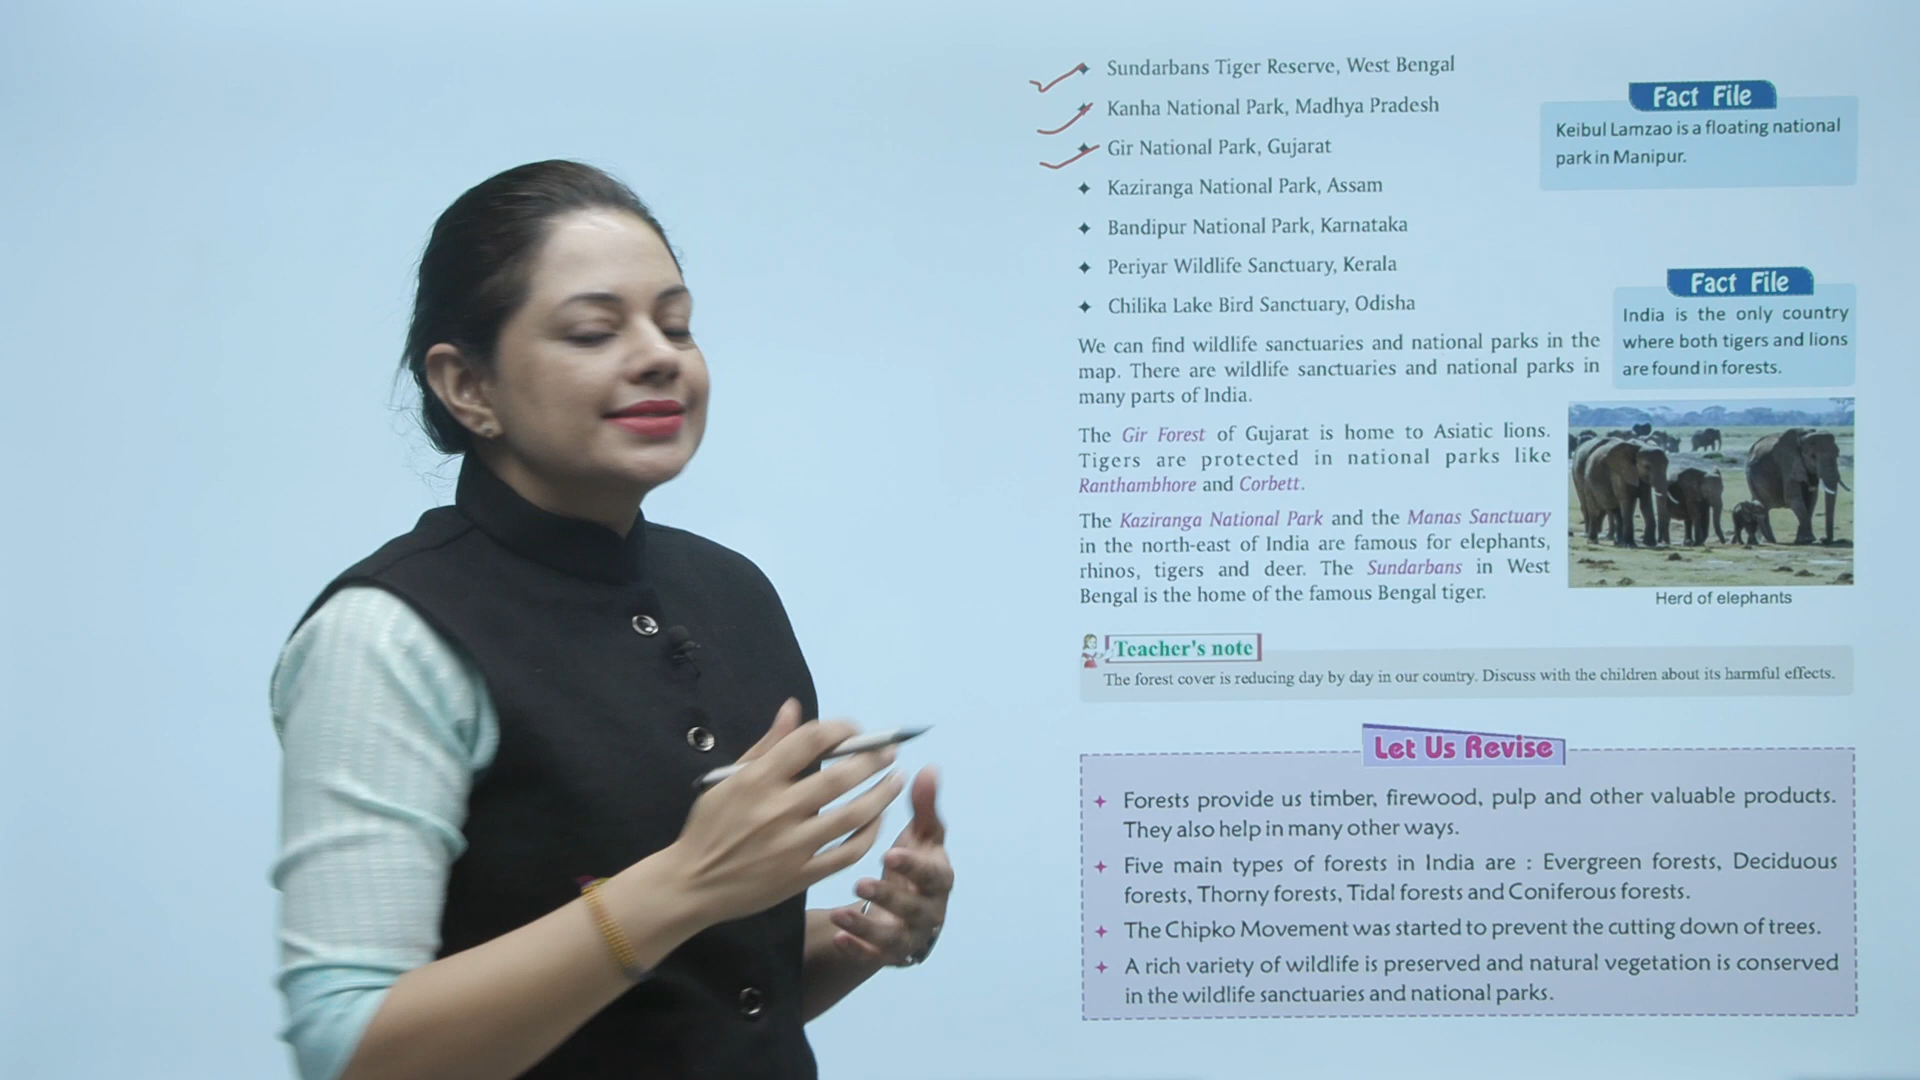 Sundarbans Tiger Reserve, West Bengal
Kanha National Park, Madhya Pradesh
Gir National Park, Gujarat
Kaziranga National Park, Assam
Bandipur National Park, Karnataka
Periyar Wildlife Sanctuary, Kerala
Chilika Lake Bird Sanctuary, Odisha
Fact File
Keibul Lamzao is a floating national
park in Manipur.
Fact File
India is the only country
where both tigers and lions
are found in forests.
We can find wildlife sanctuaries and national parks in the
map. There are wildlife sanctuaries and national parks in
many parts of India.
The Gir Forest of Gujarat is home to Asiatic lions.
Tigers are protected in national parks like
Ranthambhore and Corbett.
The Kaziranga National Park and the Manas Sanctuary
in the north-east of India are famous for elephants,
rhinos, tigers and deer. The Sundarbans in West
Bengal is the home of the famous Bengal tiger.
Herd of elephants
Teacher's note
The forest cover is reducing day by day in our country. Discuss with the children about its harmful effects.
Let Us Revise
Forests provide us timber, firewood, pulp and other valuable products.
They also help in many other ways.
Five main types of forests in India are : Evergreen forests, Deciduous
forests, Thorny forests, Tidal forests and Coniferous forests.
The Chipko Movement was started to prevent the cutting down of trees.
A rich variety of wildlife is preserved and natural vegetation is conserved
in the wildlife sanctuaries and national parks.